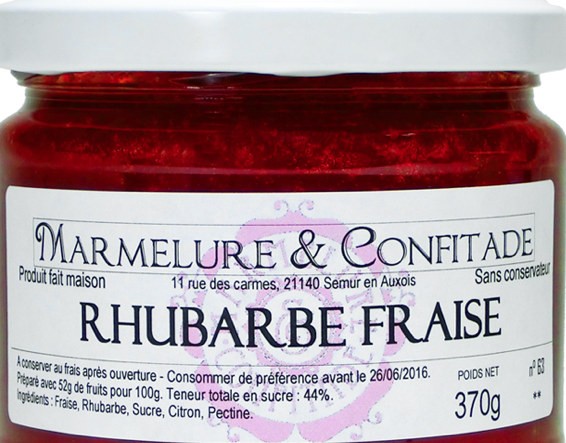 MARMELURE & CONFITADE
Produit fait maison
11 rue des carmes, 21140 Semur en Auxois
Sans conservateur
RHUBARBE FRAISE
A conserver au frais après ouverture - Consommer de préférence avant le 26/06/2016.
Préparé avec 52g de fruits pour 100g. Teneur totale en sucre : 44%.
Ingrédients : Fraise, Rhubarbe, Sucre, Citron, Pectine.
POIDS NET
370g
n° 63
**